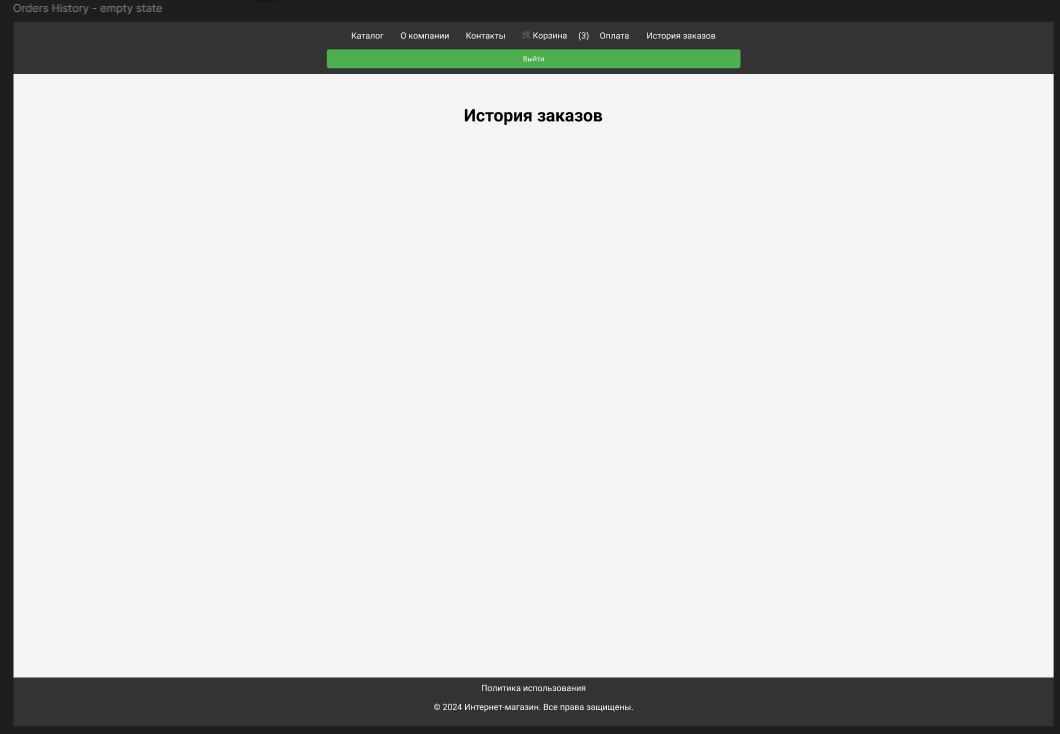 Orders History - empty state
Каталог О компании Контакты Корзина (3) Оплата История заказов
Выйти
История заказов
Политика использования
© 2024 Интернет-магазин. Все права защищены.